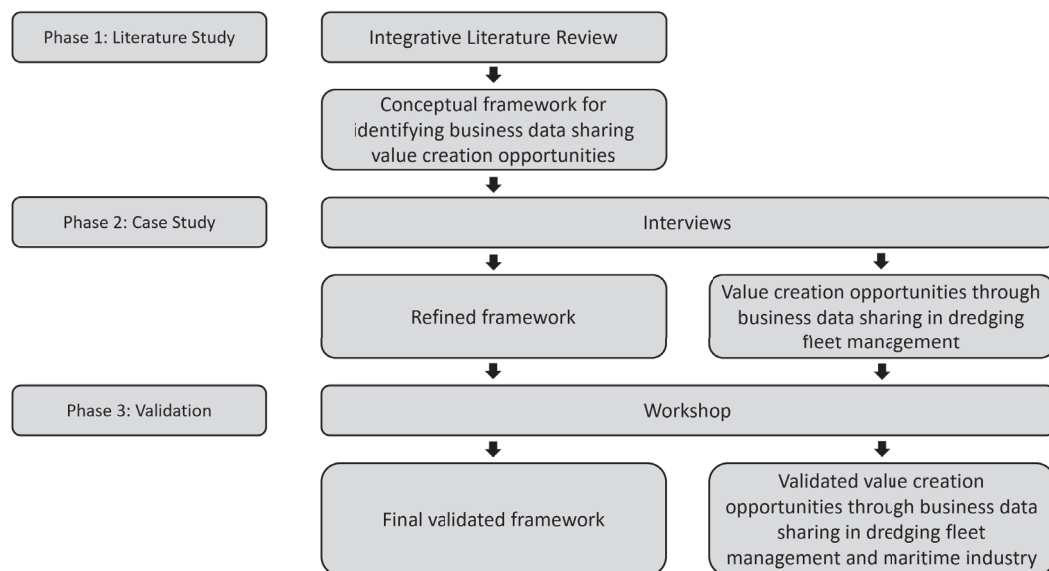 Phase 1: Literature Study
Integrative Literature Review
Conceptual framework for
identifying business data sharing
value creation opportunities
Phase 2: Case Study
Interviews
Refined framework
Value creation opportunities through
business data sharing in dredging
fleet management
Phase 3: Validation
Workshop
Final validated framework
Validated value creation
opportunities through business data
sharing in dredging fleet
management and maritime industry